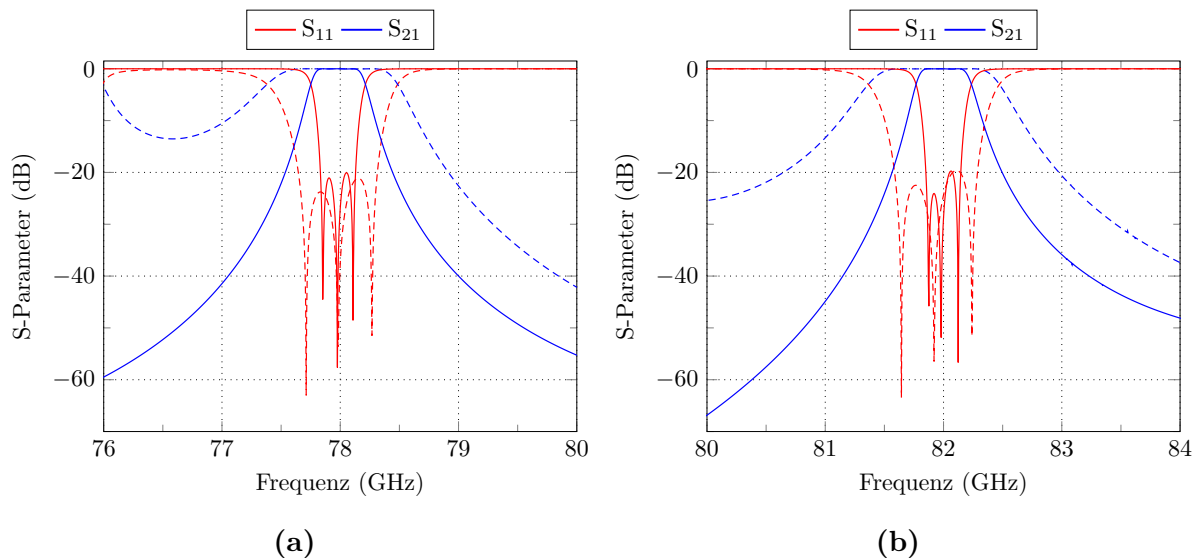 S11 S21
0
−20
−40
−60
S-Parameter (dB)
76 77 78 79 80
Frequenz (GHz)
(a)
S11 S21
0
−20
−40
−60
S-Parameter (dB)
80 81 82 83 84
Frequenz (GHz)
(b)